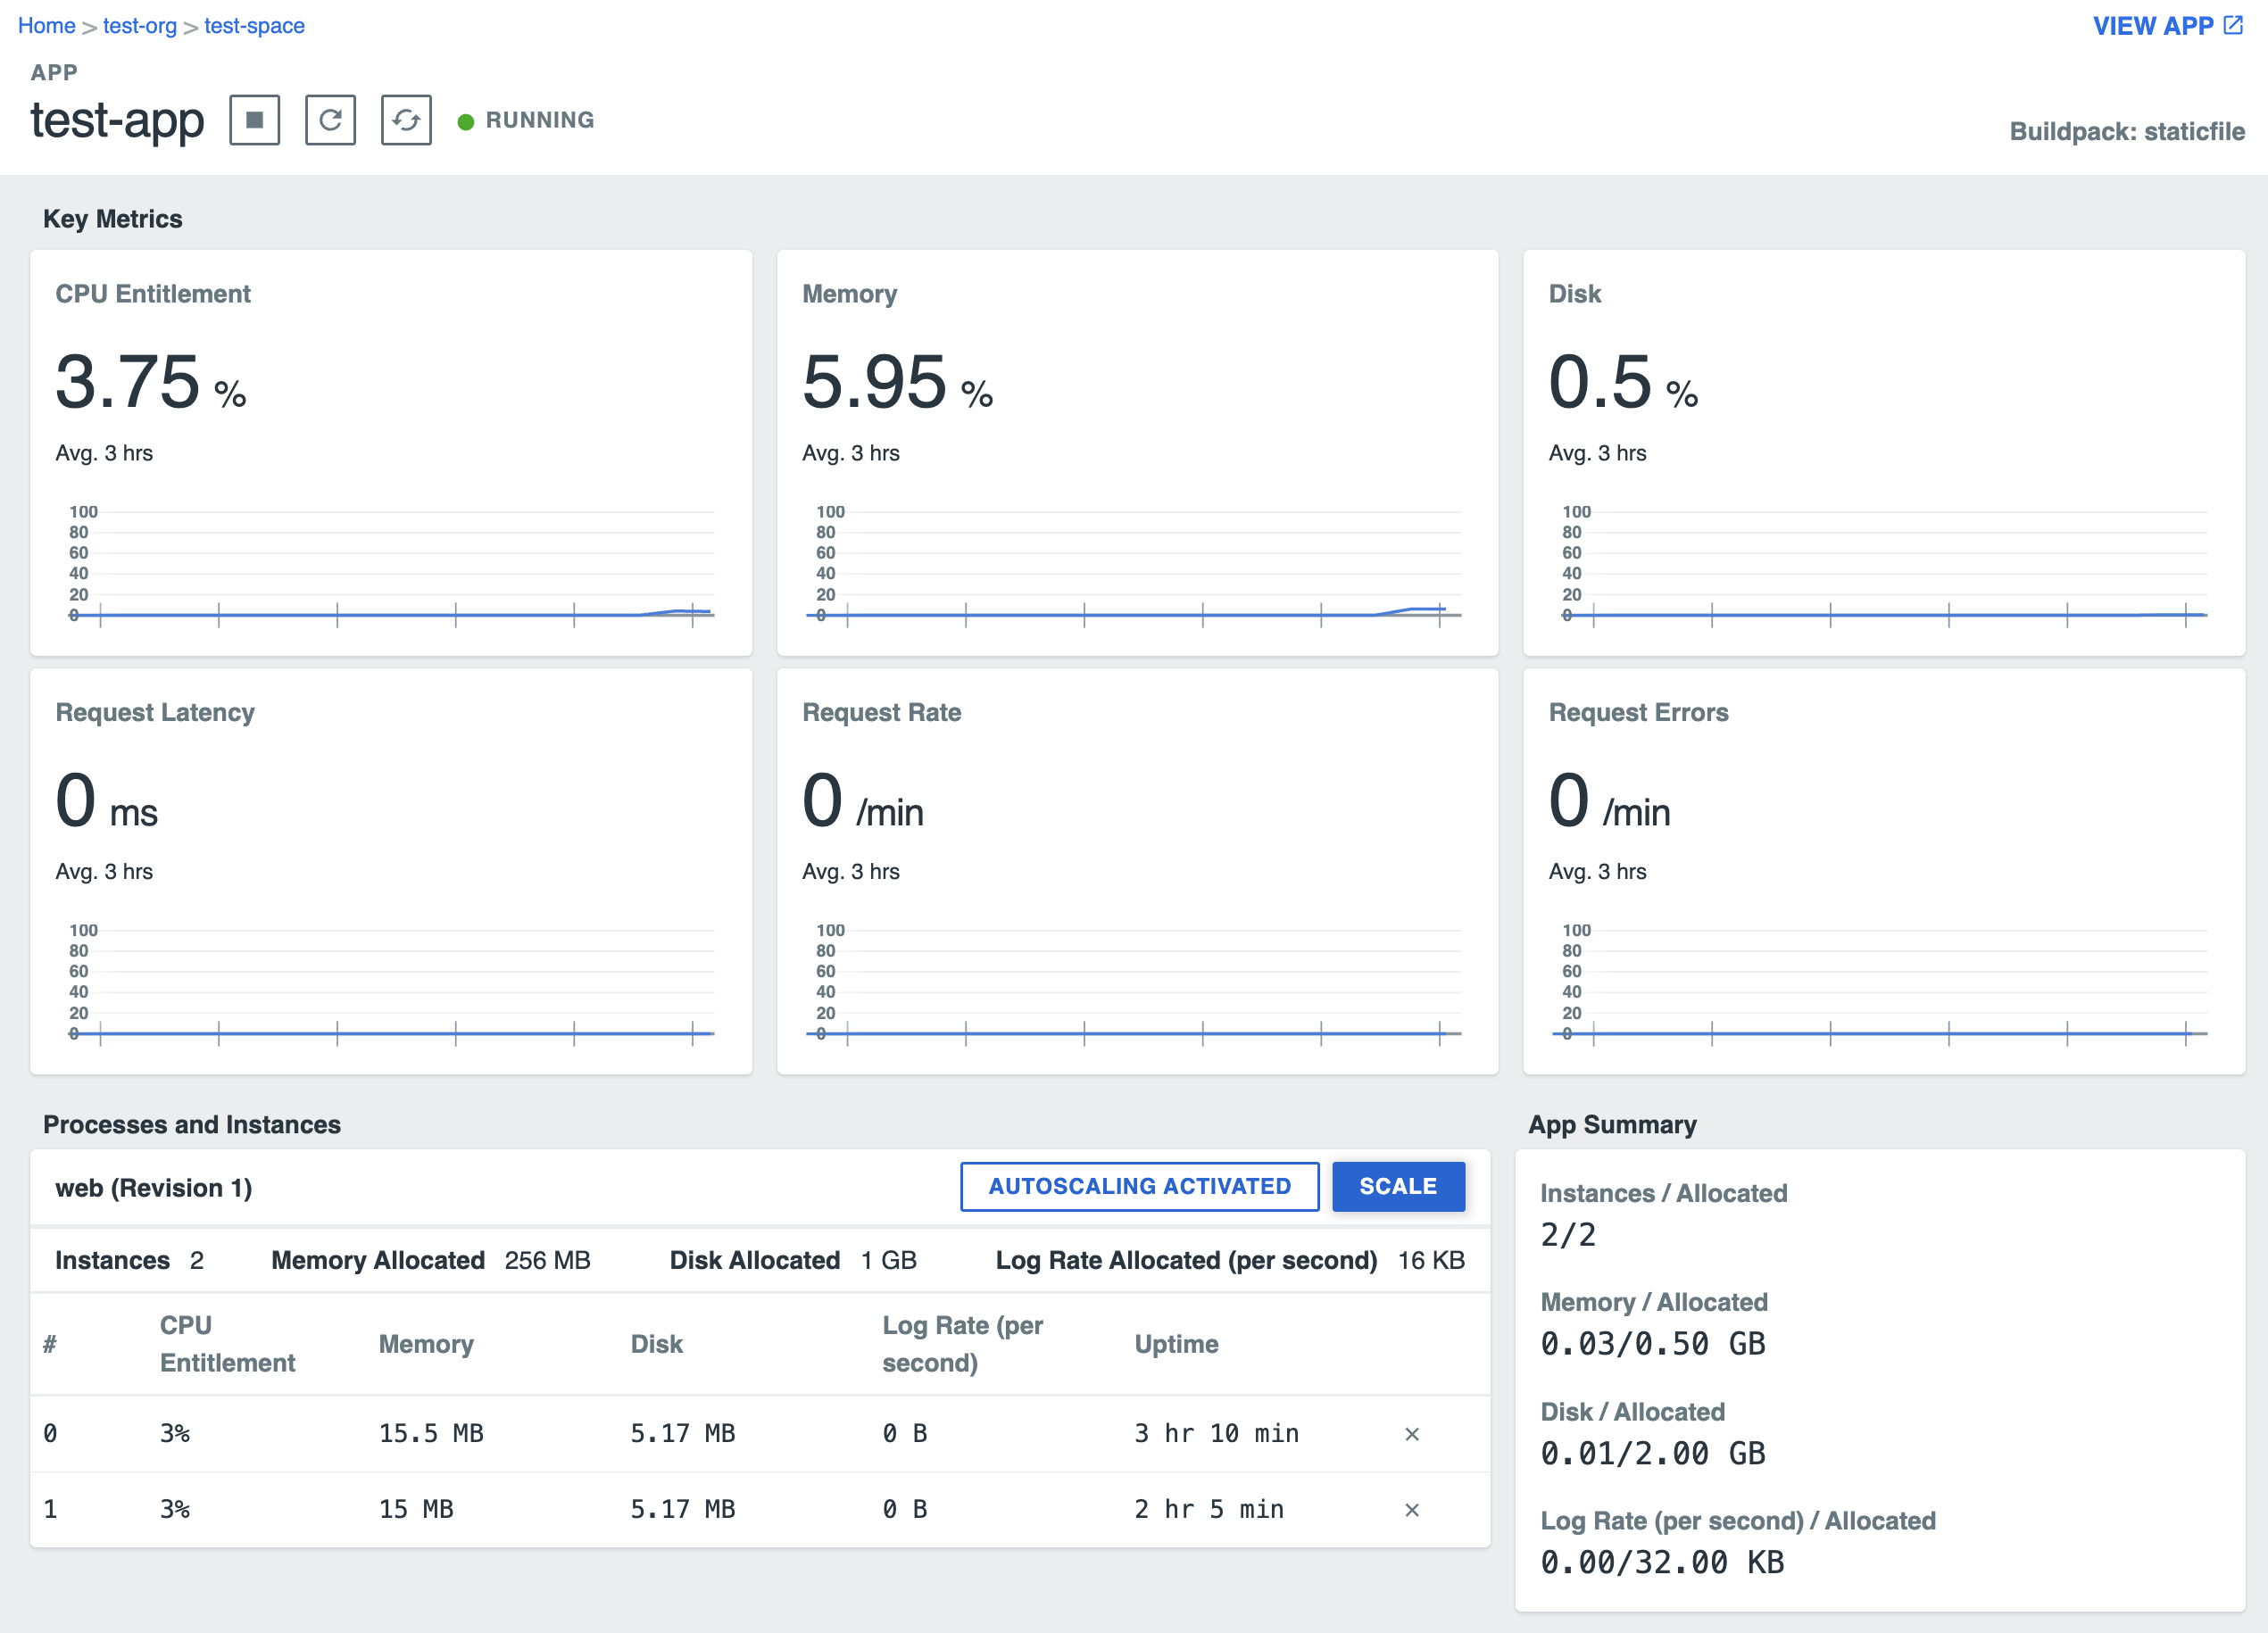 Home > test-org > test-space
VIEW APP
APP
test-app
RUNNING
Buildpack: staticfile
Key Metrics
CPU Entitlement
3.75 %
Avg. 3 hrs
100
80
60
40
20
0
Memory
5.95 %
Avg. 3 hrs
100
80
60
40
20
0
Disk
0.5 %
Avg. 3 hrs
100
80
60
40
20
0
Request Latency
0 ms
Avg. 3 hrs
100
80
60
40
20
0
Request Rate
0 /min
Avg. 3 hrs
100
80
60
40
20
0
Request Errors
0 /min
Avg. 3 hrs
100
80
60
40
20
0
Processes and Instances
web (Revision 1)
AUTOSCALING ACTIVATED
SCALE
Instances 2 Memory Allocated 256 MB Disk Allocated 1 GB Log Rate Allocated (per second) 16 KB
# CPU Entitlement Memory Disk Log Rate (per second) Uptime
0 3% 15.5 MB 5.17 MB 0 B 3 hr 10 min ×
1 3% 15 MB 5.17 MB 0 B 2 hr 5 min ×
App Summary
Instances / Allocated
2/2
Memory / Allocated
0.03/0.50 GB
Disk / Allocated
0.01/2.00 GB
Log Rate (per second) / Allocated
0.00/32.00 KB